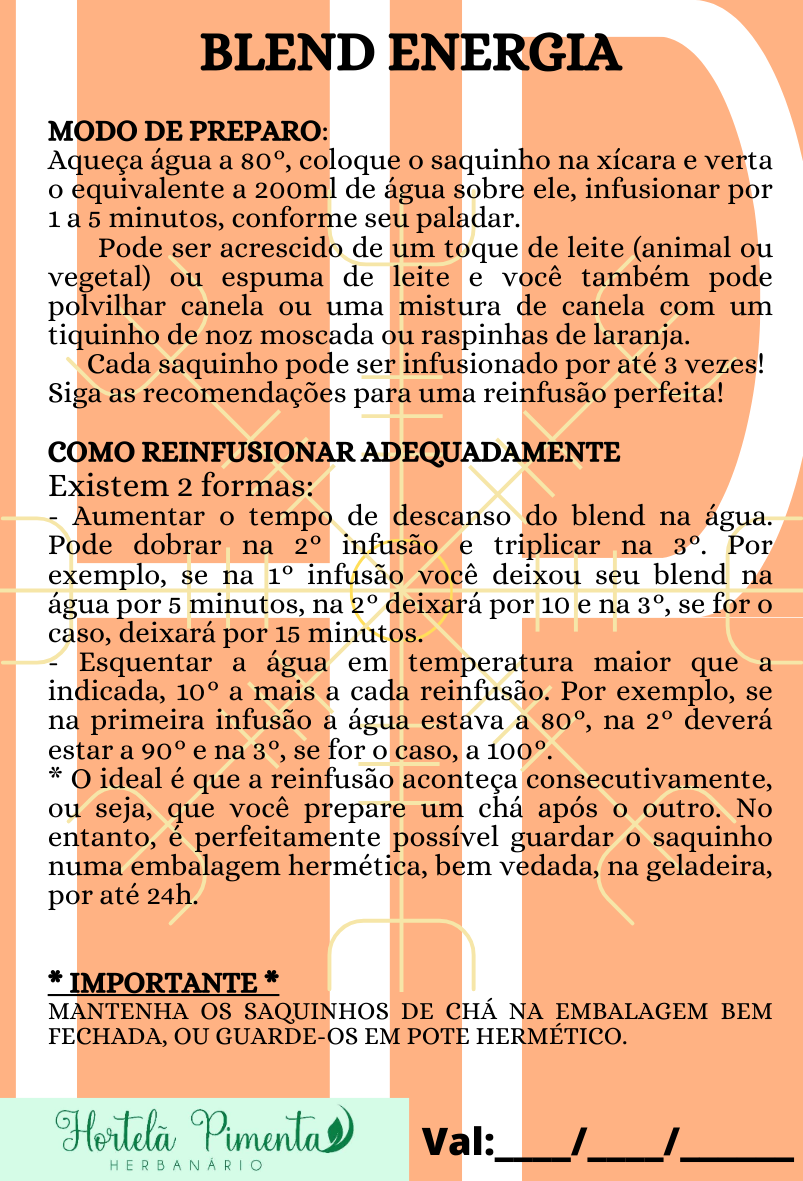 BLEND ENERGIA
MODO DE PREPARO:
Aqueça água a 80º, coloque o saquinho na xícara e verta
o equivalente a 200ml de água sobre ele, infusionar por
1 a 5 minutos, conforme seu paladar.
Pode ser acrescido de um toque de leite (animal ou
vegetal) ou espuma de leite e você também pode
polvilhar canela ou uma mistura de canela com um
tiquinho de noz moscada ou raspinhas de laranja.
Cada saquinho pode ser infusionado por até 3 vezes!
Siga as recomendações para uma reinfusão perfeita!
COMO REINFUSIONAR ADEQUADAMENTE
Existem 2 formas:
- Aumentar o tempo de descanso do blend na água.
Pode dobrar na 2º infusão e triplicar na 3º. Por
exemplo, se na 1º infusão você deixou seu blend na
água por 5 minutos, na 2º deixará por 10 e na 3º, se for o
caso, deixará por 15 minutos.
- Esquentar a água em temperatura maior que a
indicada, 10º a mais a cada reinfusão. Por exemplo, se
na primeira infusão a água estava a 80º, na 2º deverá
estar a 90º e na 3º, se for o caso, a 100º.
* O ideal é que a reinfusão aconteça consecutivamente,
ou seja, que você prepare um chá após o outro. No
entanto, é perfeitamente possível guardar o saquinho
numa embalagem hermética, bem vedada, na geladeira,
por até 24h.
* IMPORTANTE *
MANTENHA OS SAQUINHOS DE CHÁ NA EMBALAGEM BEM
FECHADA, OU GUARDE-OS EM POTE HERMÉTICO.
Hortelã Pimenta
HERBANÁRIO
Val:____/____/______